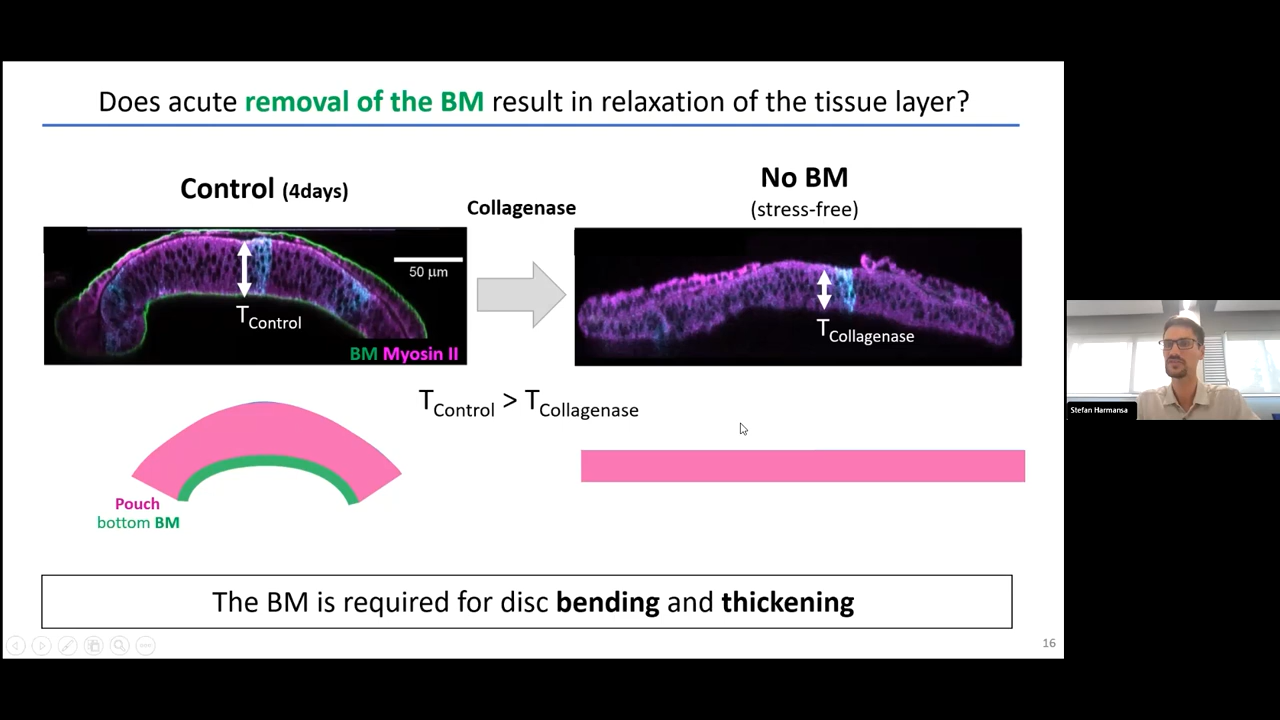 Does acute removal of the BM result in relaxation of the tissue layer?
Control (4days)
Collagenase
No BM
(stress-free)
50 µm
TControl
BM Myosin II
TCollagenase
TControl > TCollagenase
Pouch
bottom BM
The BM is required for disc bending and thickening
16
Stefan Harmansa